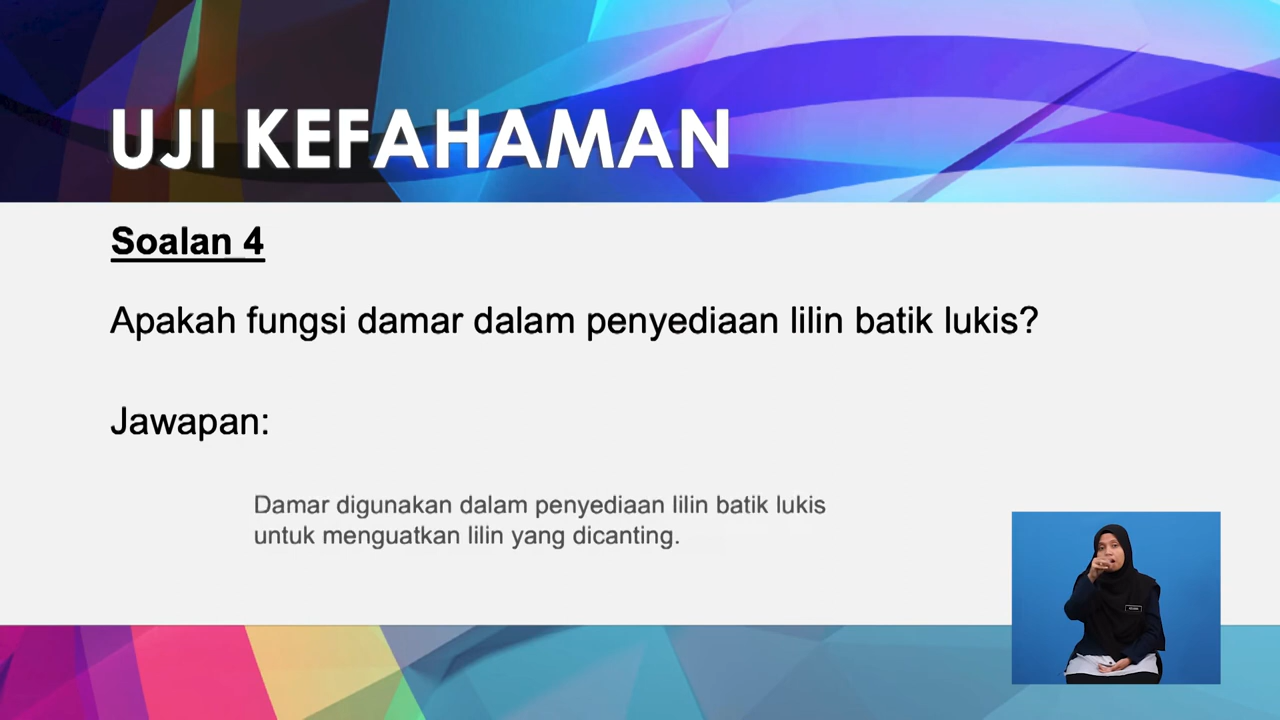 UJI KEFAHAMAN
Soalan 4
Apakah fungsi damar dalam penyediaan lilin batik lukis?
Jawapan:
Damar digunakan dalam penyediaan lilin batik lukis
untuk menguatkan lilin yang dicanting.